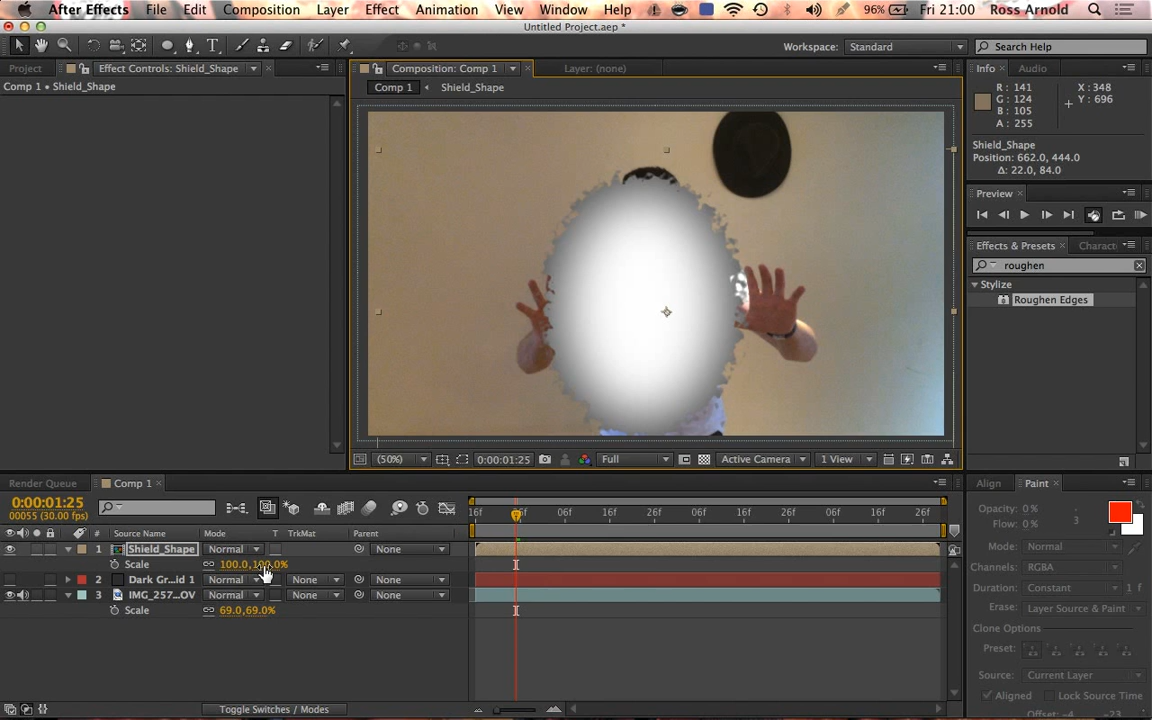 After Effects File Edit Composition Layer Effect Animation View Window Help 96% Fri 21:00 Ross Arnold
Untitled Project.aep *
Workspace: Standard Search Help
Project Effect Controls: Shield_Shape Composition: Comp 1 Layer: (none) Info Audio
Comp 1 • Shield_Shape Comp 1 Shield_Shape
R : 141 X : 348
G : 124 Y : 696
B : 105
A : 255
Shield_Shape
Position: 662.0, 444.0
Δ: 22.0, 84.0
Preview
Effects & Presets Charact
roughen
Stylize
Roughen Edges
(50%) 0:00:01:25 Full Active Camera 1 View
Render Queue Comp 1 Align Paint
0:00:01:25
00055 (30.00 fps)
Opacity: 0 %
Flow: 0 % 3
16f 06f 16f 26f 06f 16f 26f 06f 16f 26f
# Source Name Mode T TrkMat Parent
Mode: Normal
1 Shield_Shape Normal None
Scale 100.0,100.0%
Channels: RGBA
2 Dark Gr...id 1 Normal None None
Duration: Constant 1 f
3 IMG_257...OV Normal None None
Scale 69.0,69.0%
Erase: Layer Source & Paint
Clone Options
Preset:
Source: Current Layer
Aligned Lock Source Time
Toggle Switches / Modes
Offset: -4 -23